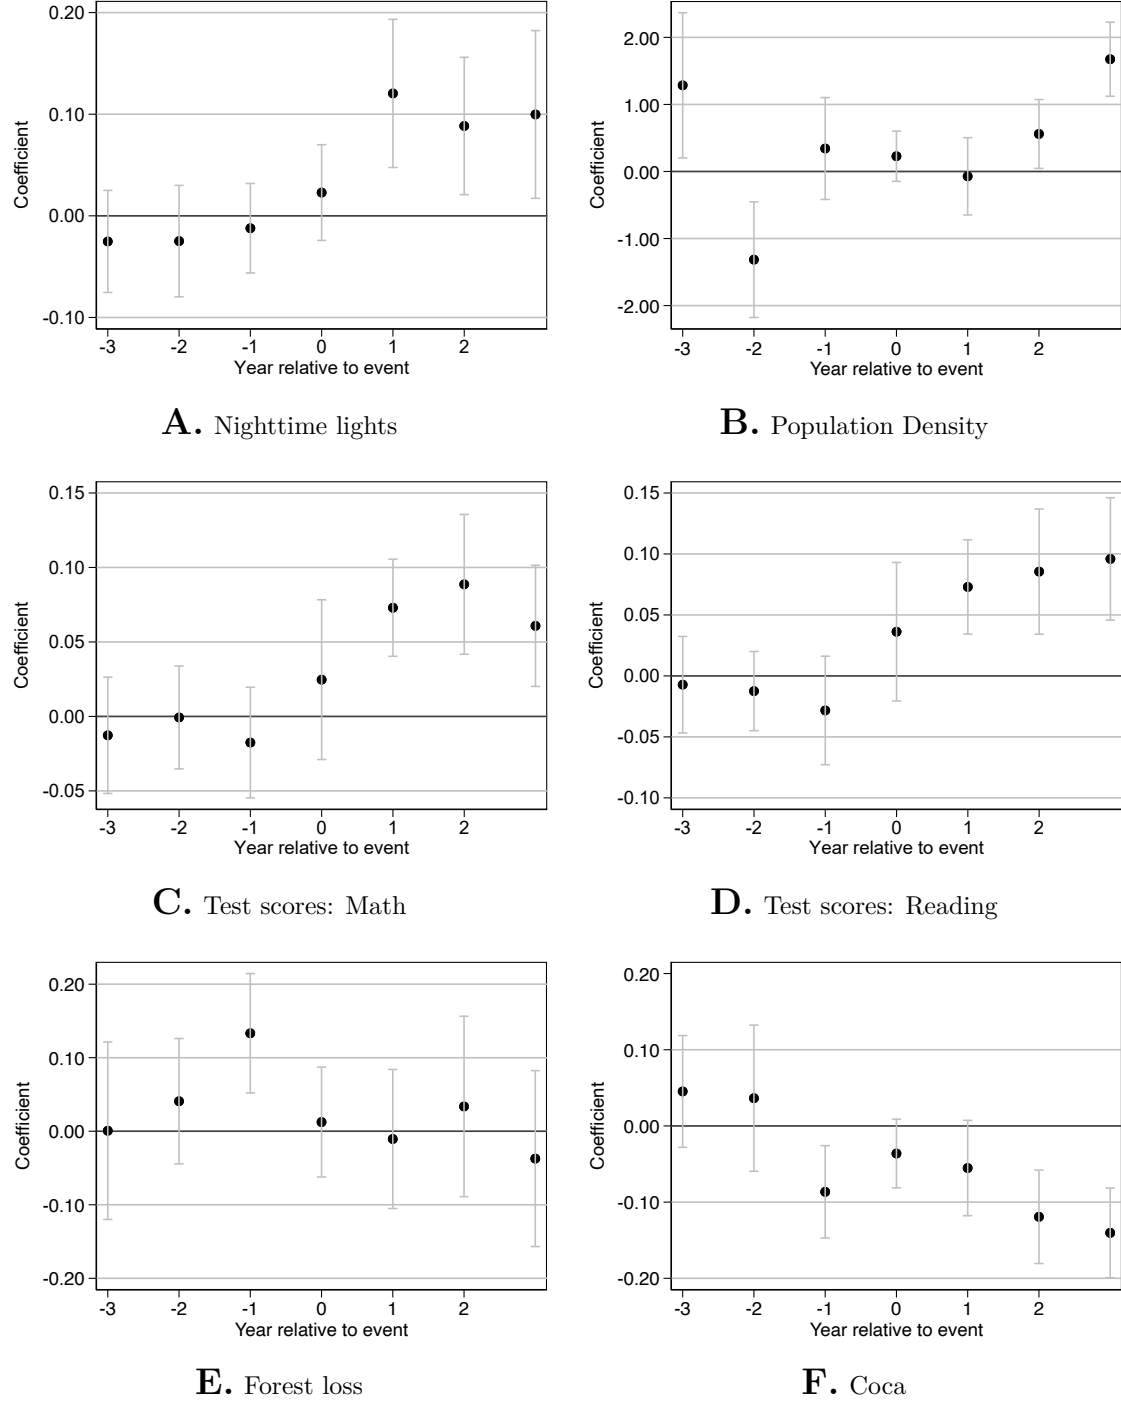 0.20
0.10
0.00
-0.10
Coefficient
-3 -2 -1 0 1 2
Year relative to event
A. Nighttime lights
2.00
1.00
0.00
-1.00
-2.00
Coefficient
-3 -2 -1 0 1 2
Year relative to event
B. Population Density
0.15
0.10
0.05
0.00
-0.05
Coefficient
-3 -2 -1 0 1 2
Year relative to event
C. Test scores: Math
0.15
0.10
0.05
0.00
-0.05
-0.10
Coefficient
-3 -2 -1 0 1 2
Year relative to event
D. Test scores: Reading
0.20
0.10
0.00
-0.10
-0.20
Coefficient
-3 -2 -1 0 1 2
Year relative to event
E. Forest loss
0.20
0.10
0.00
-0.10
-0.20
Coefficient
-3 -2 -1 0 1 2
Year relative to event
F. Coca